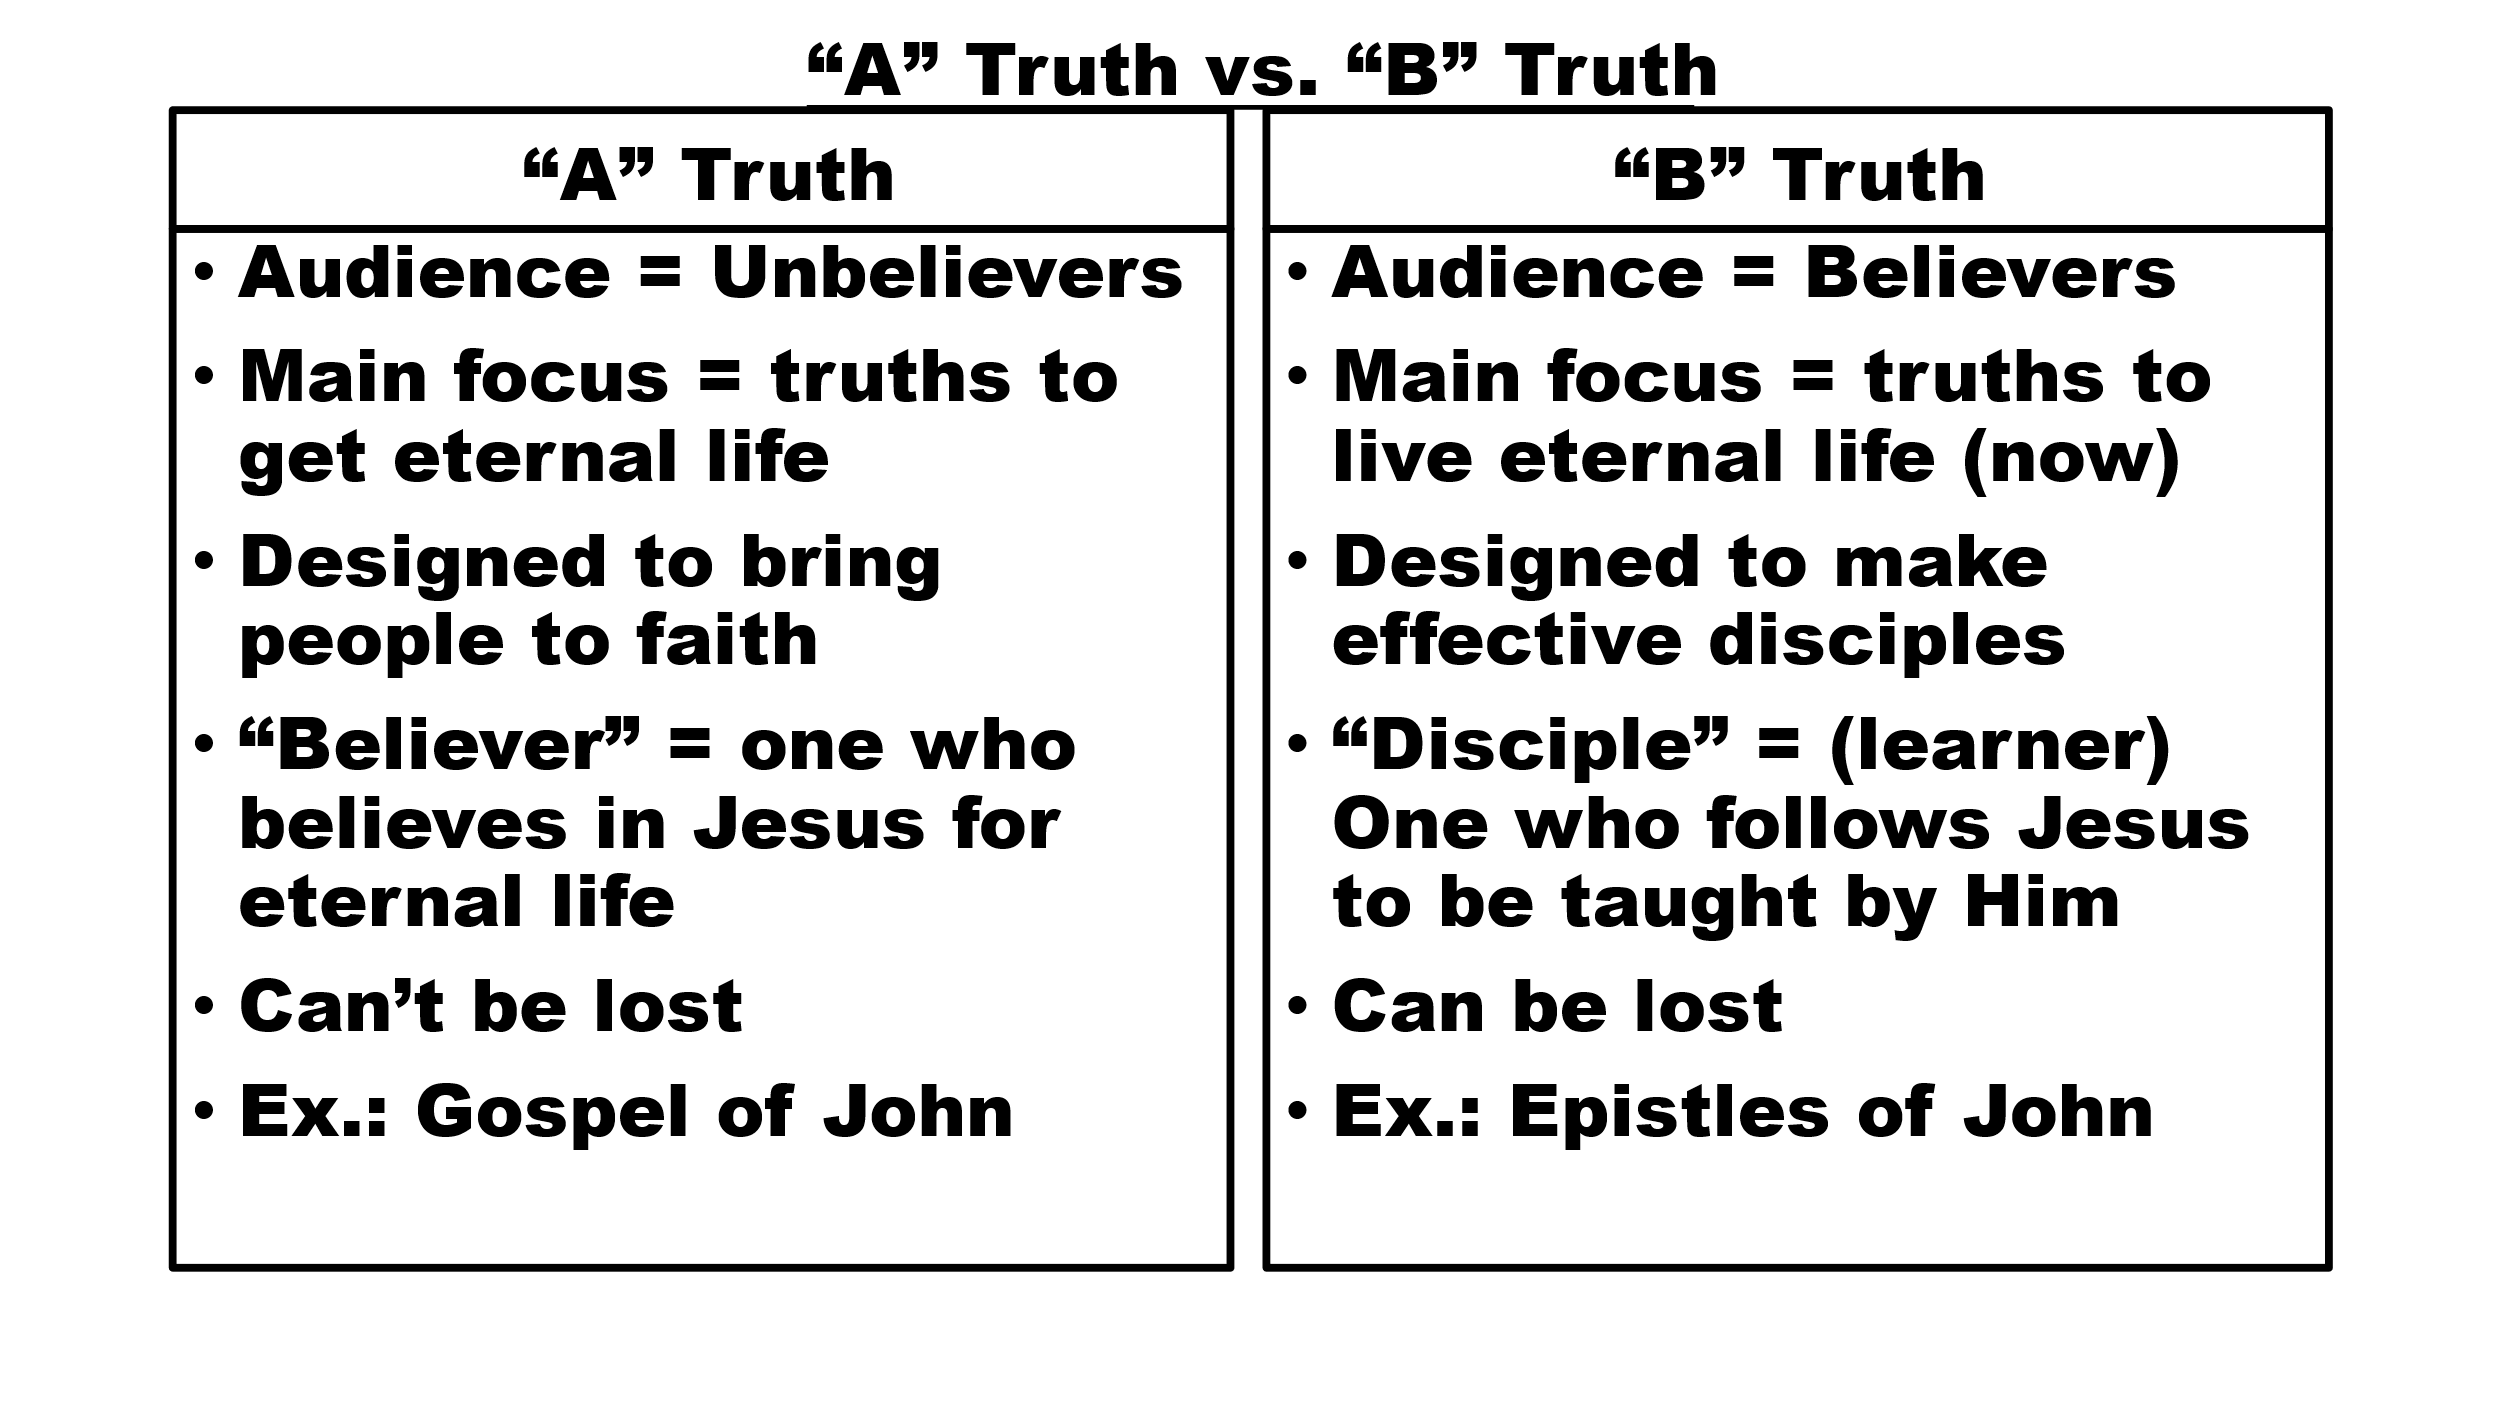 “A” Truth vs. “B” Truth
“A” Truth
• Audience = Unbelievers
• Main focus = truths to
get eternal life
• Designed to bring
people to faith
• “Believer” = one who
believes in Jesus for
eternal life
• Can’t be lost
• Ex.: Gospel of John
“B” Truth
• Audience = Believers
• Main focus = truths to
live eternal life (now)
• Designed to make
effective disciples
• “Disciple” = (learner)
One who follows Jesus
to be taught by Him
• Can be lost
• Ex.: Epistles of John